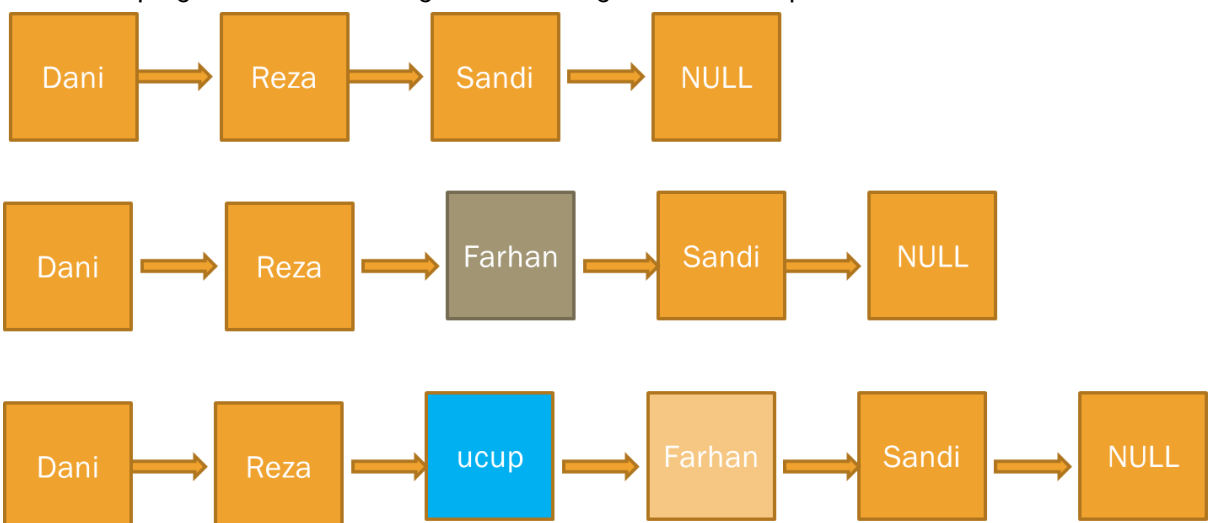 Dani Reza Sandi NULL
Dani Reza Farhan Sandi NULL
Dani Reza ucup Farhan Sandi NULL